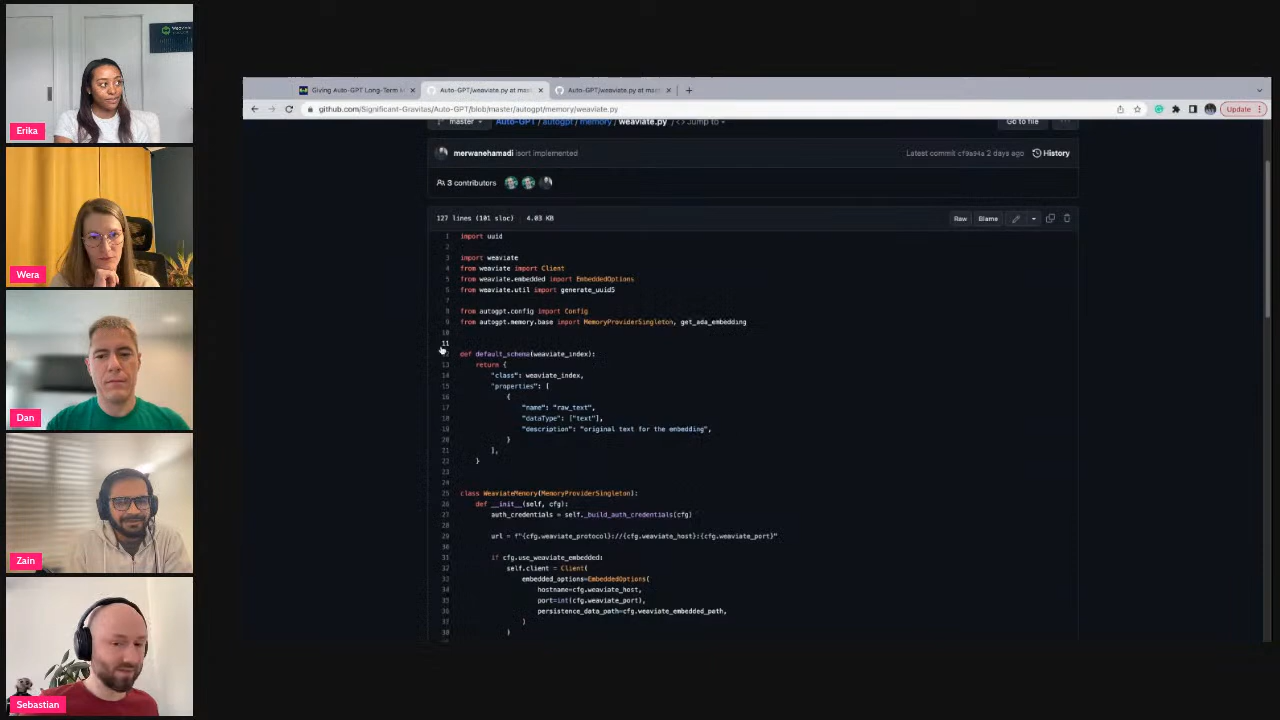 Weaviate
Erika
Wera
Dan
Zain
Sebastian
Giving Auto-GPT Long-Term
Auto-GPT/weaviate.py at mas
Auto-GPT/weaviate.py at mas
github.com/Significant-Gravitas/Auto-GPT/blob/master/autogpt/memory/weaviate.py
Update
master
Auto-GPT / autogpt / memory / weaviate.py
<> Jump to
Go to file
merwanehamadi isort implemented
Latest commit cf9a94a 2 days ago
History
3 contributors
127 lines (101 sloc) 4.03 KB
Raw
Blame
1 import uuid
2
3 import weaviate
4 from weaviate import Client
5 from weaviate.embedded import EmbeddedOptions
6 from weaviate.util import generate_uuid5
7
8 from autogpt.config import Config
9 from autogpt.memory.base import MemoryProviderSingleton, get_ada_embedding
10
11
12 def default_schema(weaviate_index):
13 return {
14 "class": weaviate_index,
15 "properties": [
16 {
17 "name": "raw_text",
18 "dataType": ["text"],
19 "description": "original text for the embedding",
20 }
21 ],
22 }
23
24
25 class WeaviateMemory(MemoryProviderSingleton):
26 def __init__(self, cfg):
27 auth_credentials = self._build_auth_credentials(cfg)
28
29 url = f"{cfg.weaviate_protocol}://{cfg.weaviate_host}:{cfg.weaviate_port}"
30
31 if cfg.use_weaviate_embedded:
32 self.client = Client(
33 embedded_options=EmbeddedOptions(
34 hostname=cfg.weaviate_host,
35 port=int(cfg.weaviate_port),
36 persistence_data_path=cfg.weaviate_embedded_path,
37 )
38 )